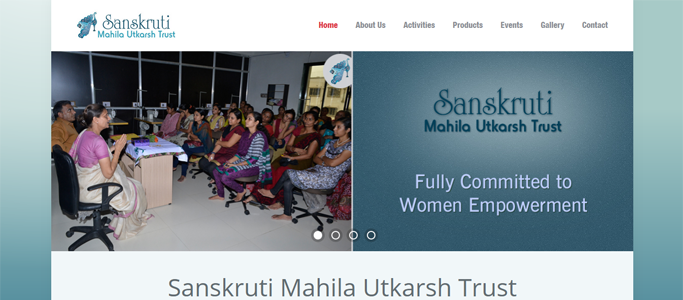 Sanskruti
Mahila Utkarsh Trust
Home About Us Activities Products Events Gallery Contact
Sanskruti
Mahila Utkarsh Trust
Fully Committed to
Women Empowerment
Sanskruti Mahila Utkarsh Trust